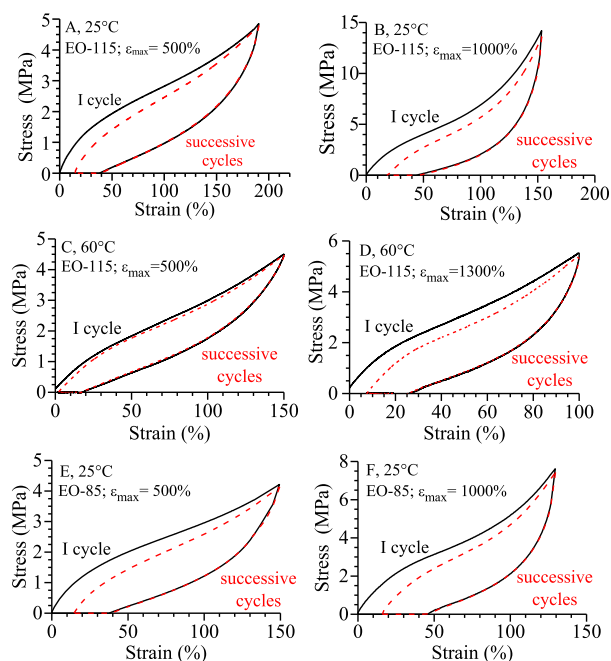 A, 25°C
EO-115; εmax= 500%
I cycle
successive
cycles
Stress (MPa)
5
4
3
2
1
0
0 50 100 150 200
Strain (%)
B, 25°C
EO-115; εmax=1000%
I cycle
successive
cycles
Stress (MPa)
15
10
5
0
0 50 100 150 200
Strain (%)
C, 60°C
EO-115; εmax=500%
I cycle
successive
cycles
Stress (MPa)
5
4
3
2
1
0
0 50 100 150
Strain (%)
D, 60°C
EO-115; εmax=1300%
I cycle
successive
cycles
Stress (MPa)
6
4
2
0
0 20 40 60 80 100
Strain (%)
E, 25°C
EO-85; εmax= 500%
I cycle
successive
cycles
Stress (MPa)
5
4
3
2
1
0
0 50 100 150
Strain (%)
F, 25°C
EO-85; εmax= 1000%
I cycle
successive
cycles
Stress (MPa)
8
6
4
2
0
0 50 100 150
Strain (%)